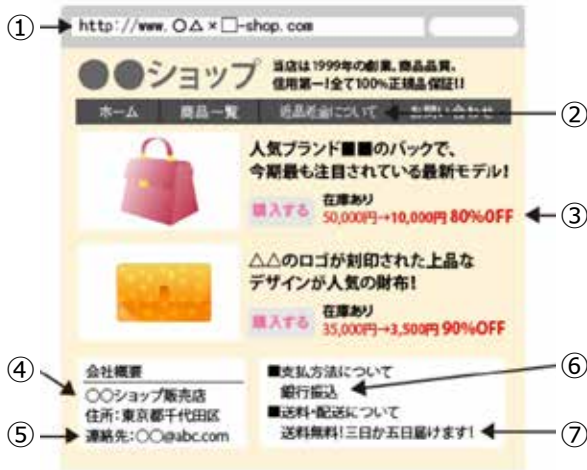 ①
http://www.○△×□-shop.com
●●ショップ
当店は1999年の創業。商品品質、
信用第一!全て100%正規品保証!!
ホーム 商品一覧 返品返金について お問い合わせ
②
人気ブランド■■のバックで、
今期最も注目されている最新モデル!
購入する
在庫あり
50,000円→10,000円 80%OFF
③
△△のロゴが刻印された上品な
デザインが人気の財布!
購入する
在庫あり
35,000円→3,500円 90%OFF
会社概要
④
○○ショップ販売店
住所:東京都千代田区
⑤
連絡先:○○@abc.com
■支払方法について
⑥
銀行振込
■送料・配送について
送料無料!三日か五日届けます!
⑦